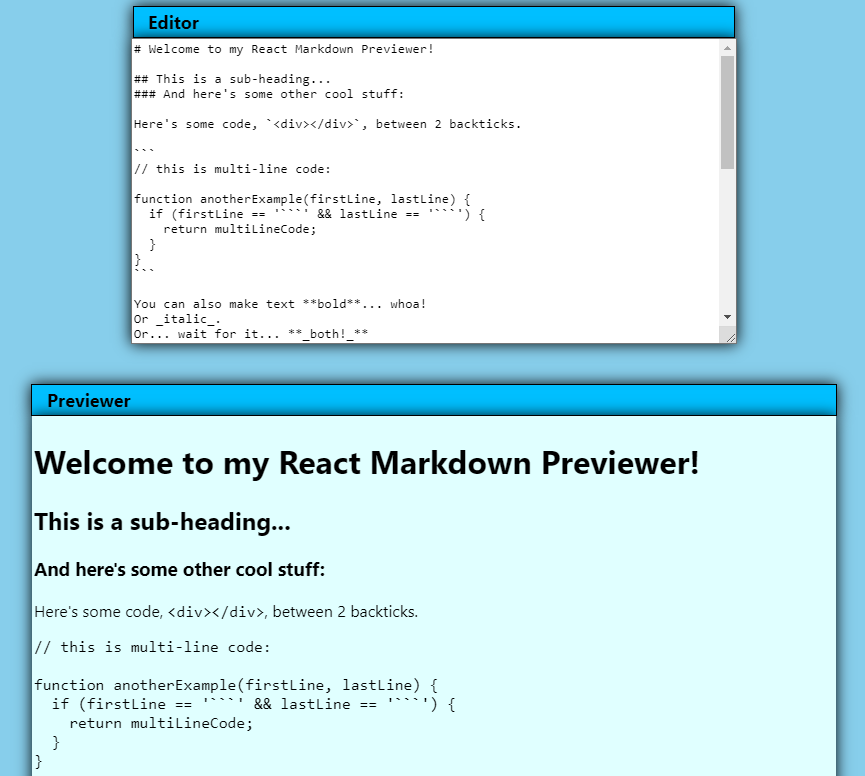 Editor
# Welcome to my React Markdown Previewer!
## This is a sub-heading...
### And here's some other cool stuff:
Here's some code, `<div></div>`, between 2 backticks.
```
// this is multi-line code:
function anotherExample(firstLine, lastLine) {
  if (firstLine == '```' && lastLine == '```') {
    return multiLineCode;
  }
}
```
You can also make text **bold**... whoa!
Or _italic_.
Or... wait for it... **_both!_**
Previewer
Welcome to my React Markdown Previewer!
This is a sub-heading...
And here's some other cool stuff:
Here's some code, <div></div>, between 2 backticks.
// this is multi-line code:
function anotherExample(firstLine, lastLine) {
  if (firstLine == '```' && lastLine == '```') {
    return multiLineCode;
  }
}